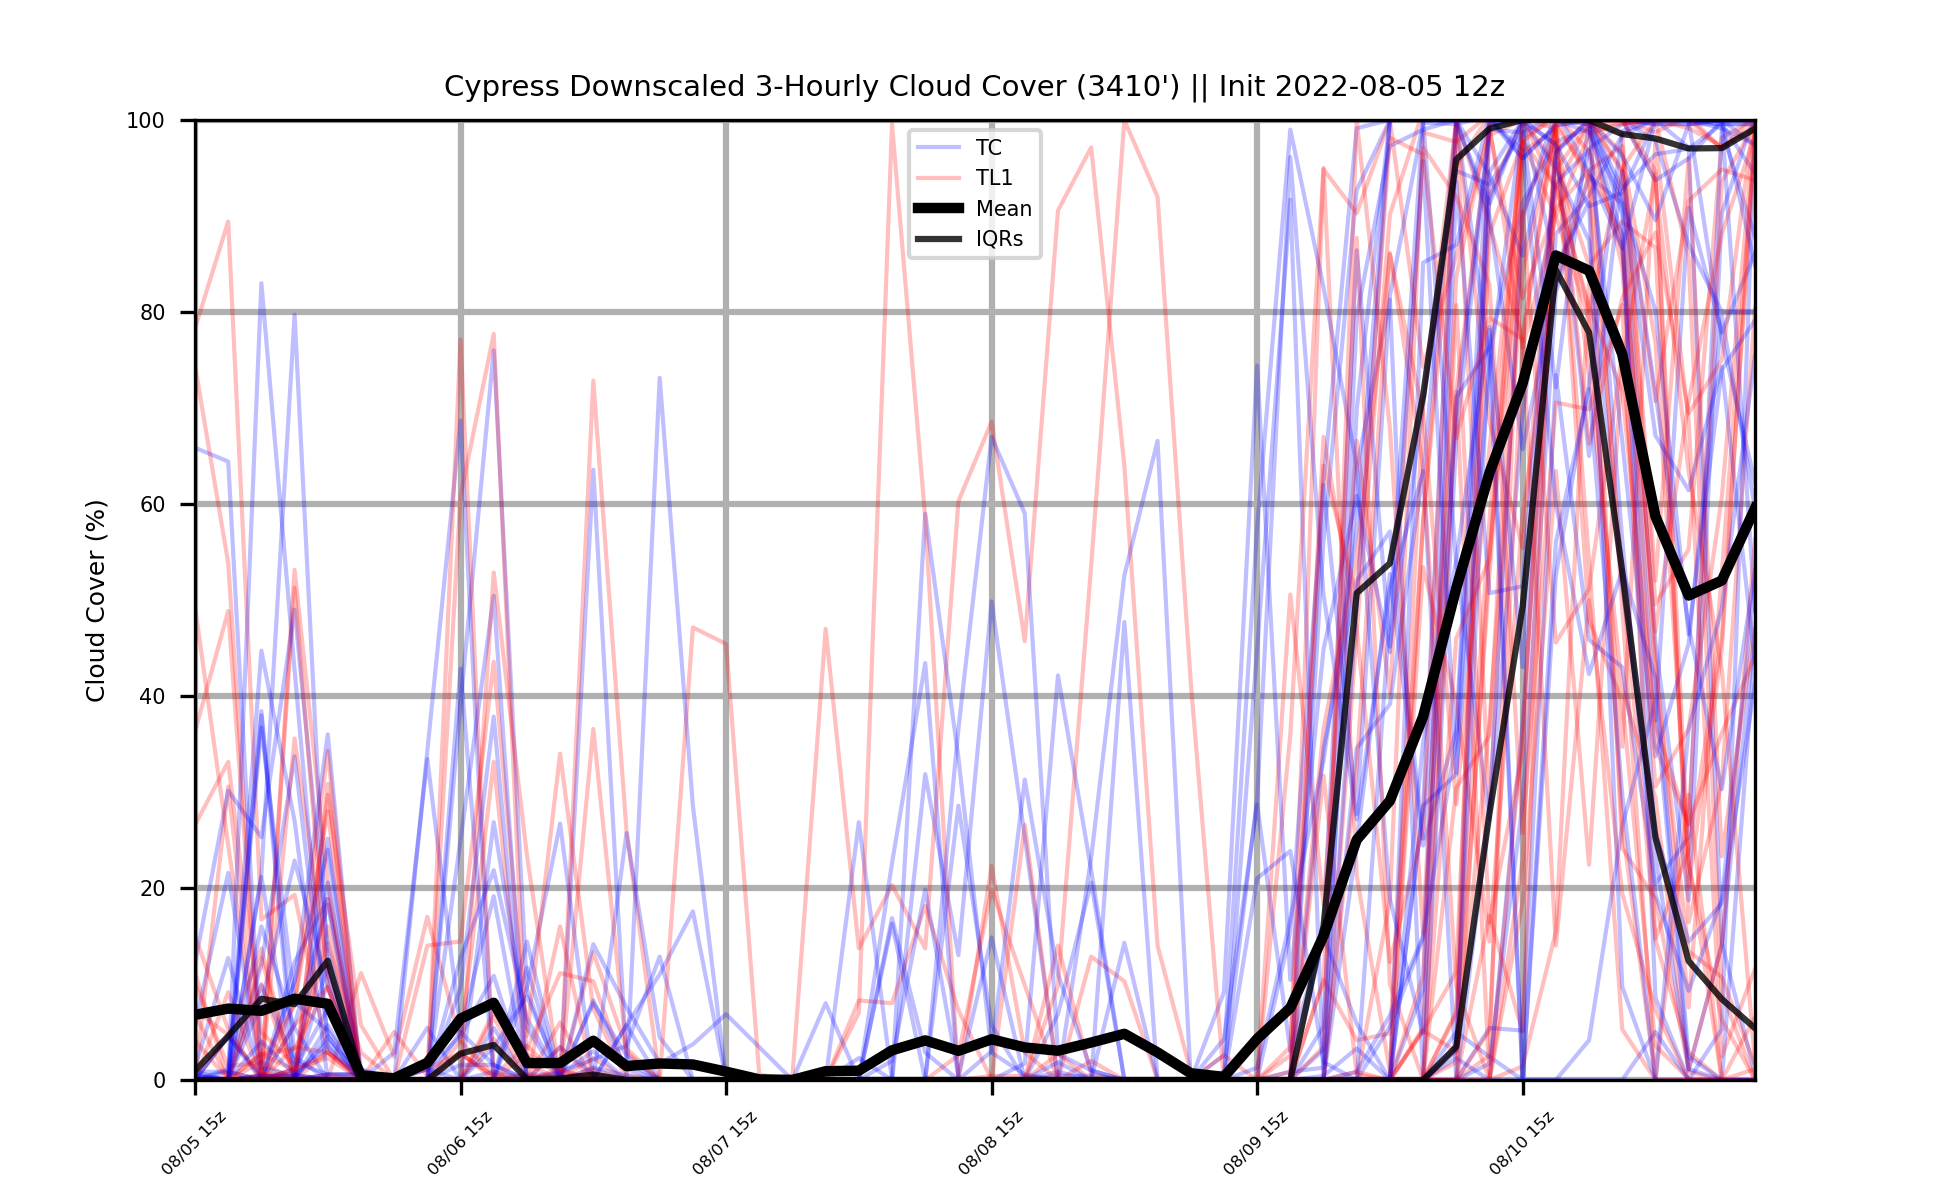 Cypress Downscaled 3-Hourly Cloud Cover (3410') || Init 2022-08-05 12z
Cloud Cover (%)
100
80
60
40
20
0
TC
TL1
Mean
IQRs
08/05 15z
08/06 15z
08/07 15z
08/08 15z
08/09 15z
08/10 15z